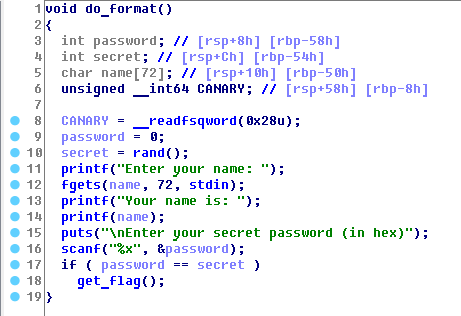 1 void do_format()
2 {
3   int password; // [rsp+8h] [rbp-58h]
4   int secret; // [rsp+Ch] [rbp-54h]
5   char name[72]; // [rsp+10h] [rbp-50h]
6   unsigned __int64 CANARY; // [rsp+58h] [rbp-8h]
7
8   CANARY = __readfsqword(0x28u);
9   password = 0;
10   secret = rand();
11   printf("Enter your name: ");
12   fgets(name, 72, stdin);
13   printf("Your name is: ");
14   printf(name);
15   puts("\nEnter your secret password (in hex)");
16   scanf("%x", &password);
17   if ( password == secret )
18     get_flag();
19 }